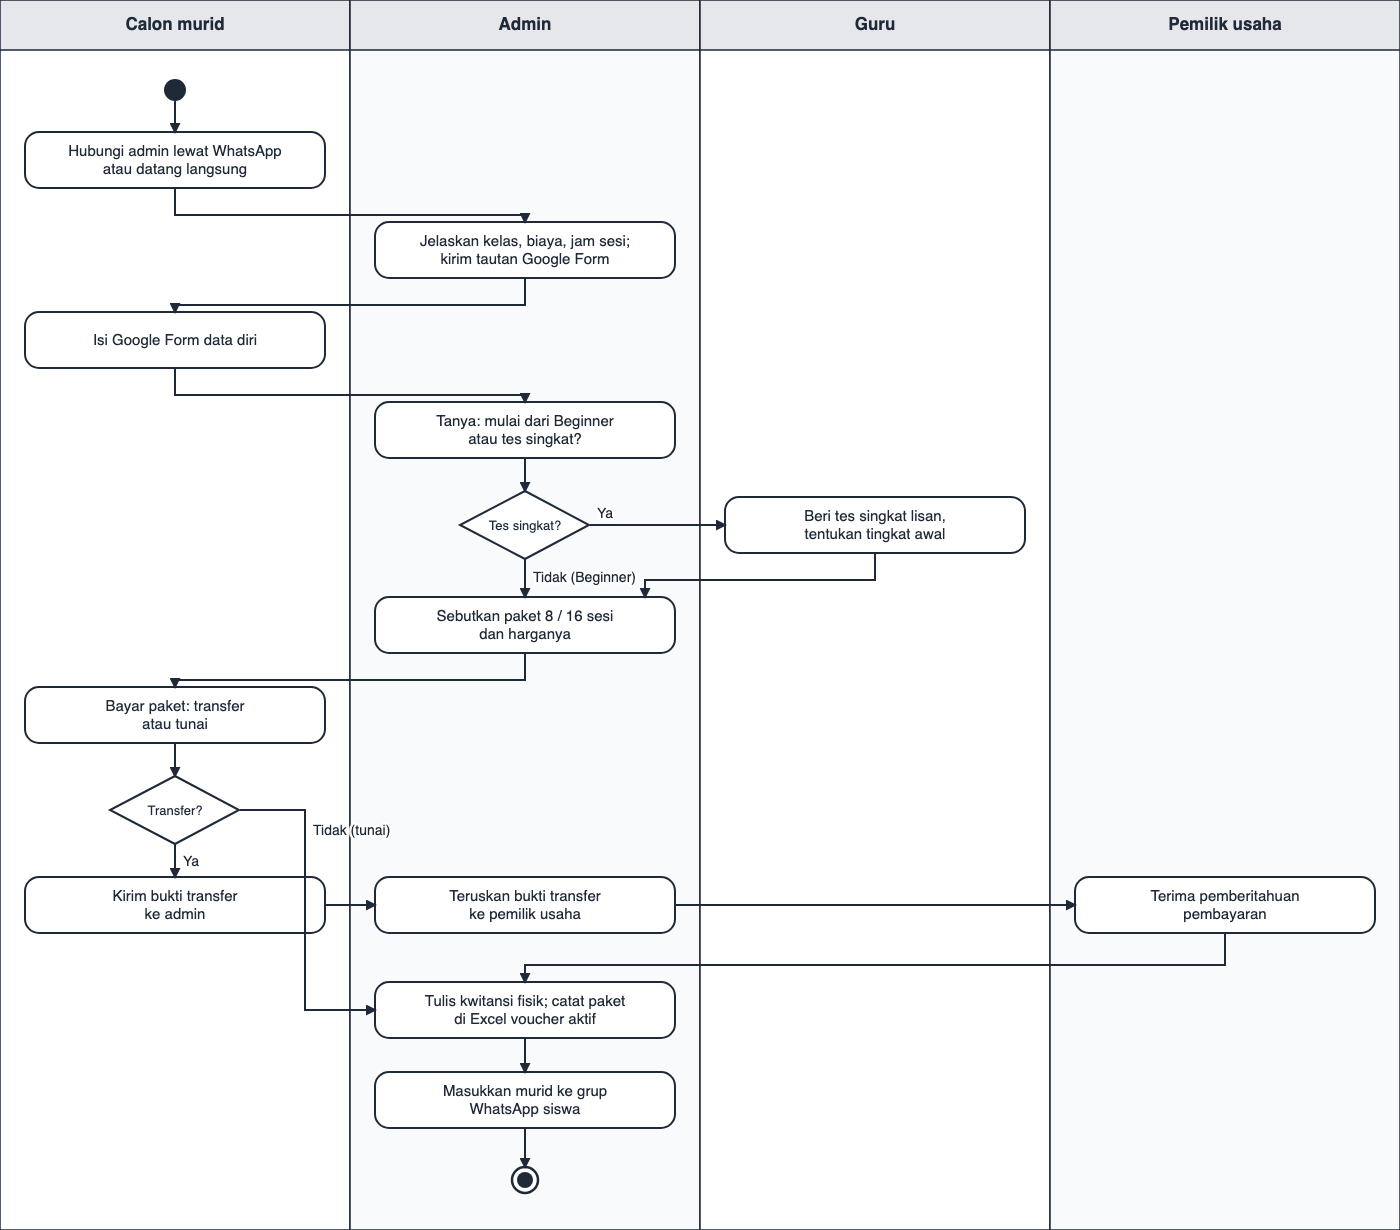 Calon murid
Admin
Guru
Pemilik usaha
Hubungi admin lewat WhatsApp
atau datang langsung
Jelaskan kelas, biaya, jam sesi;
kirim tautan Google Form
Isi Google Form data diri
Tanya: mulai dari Beginner
atau tes singkat?
Tes singkat?
Ya
Beri tes singkat lisan,
tentukan tingkat awal
Tidak (Beginner)
Sebutkan paket 8 / 16 sesi
dan harganya
Bayar paket: transfer
atau tunai
Transfer?
Tidak (tunai)
Ya
Kirim bukti transfer
ke admin
Teruskan bukti transfer
ke pemilik usaha
Terima pemberitahuan
pembayaran
Tulis kwitansi fisik; catat paket
di Excel voucher aktif
Masukkan murid ke grup
WhatsApp siswa